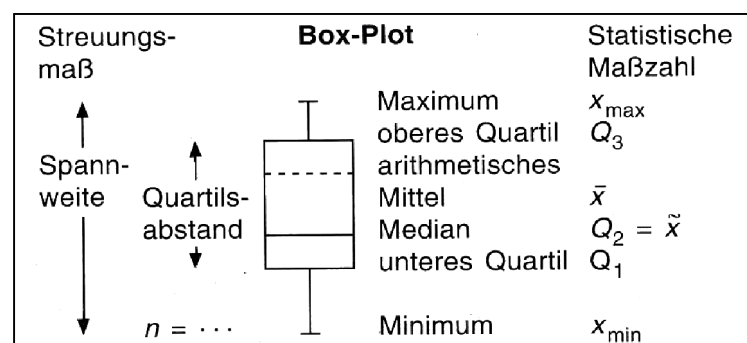 Streuungs- Box-Plot Statistische
maß Maßzahl
Maximum x_max
oberes Quartil Q_3
Spann- arithmetisches
weite Quartils- Mittel x̄
abstand Median Q_2 = x̃
unteres Quartil Q_1
n = ··· Minimum x_min